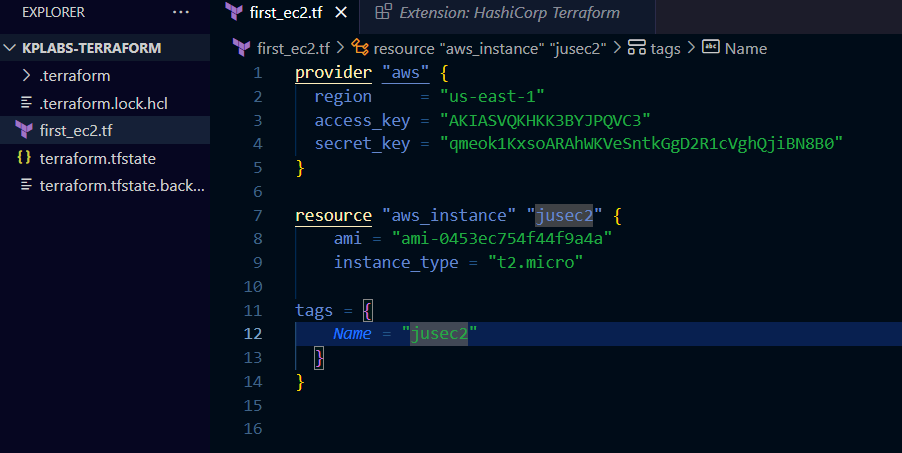 EXPLORER ...
first_ec2.tf
Extension: HashiCorp Terraform
KPLABS-TERRAFORM
.terraform
.terraform.lock.hcl
first_ec2.tf
terraform.tfstate
terraform.tfstate.back...
first_ec2.tf > resource "aws_instance" "jusec2" > tags > abc Name
1 provider "aws" {
2   region     = "us-east-1"
3   access_key = "AKIASVQKHKK3BYJPQVC3"
4   secret_key = "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"
5 }
6
7 resource "aws_instance" "jusec2" {
8     ami = "ami-0453ec754f44f9a4a"
9     instance_type = "t2.micro"
10
11 tags = {
12     Name = "jusec2"
13   }
14 }
15
16